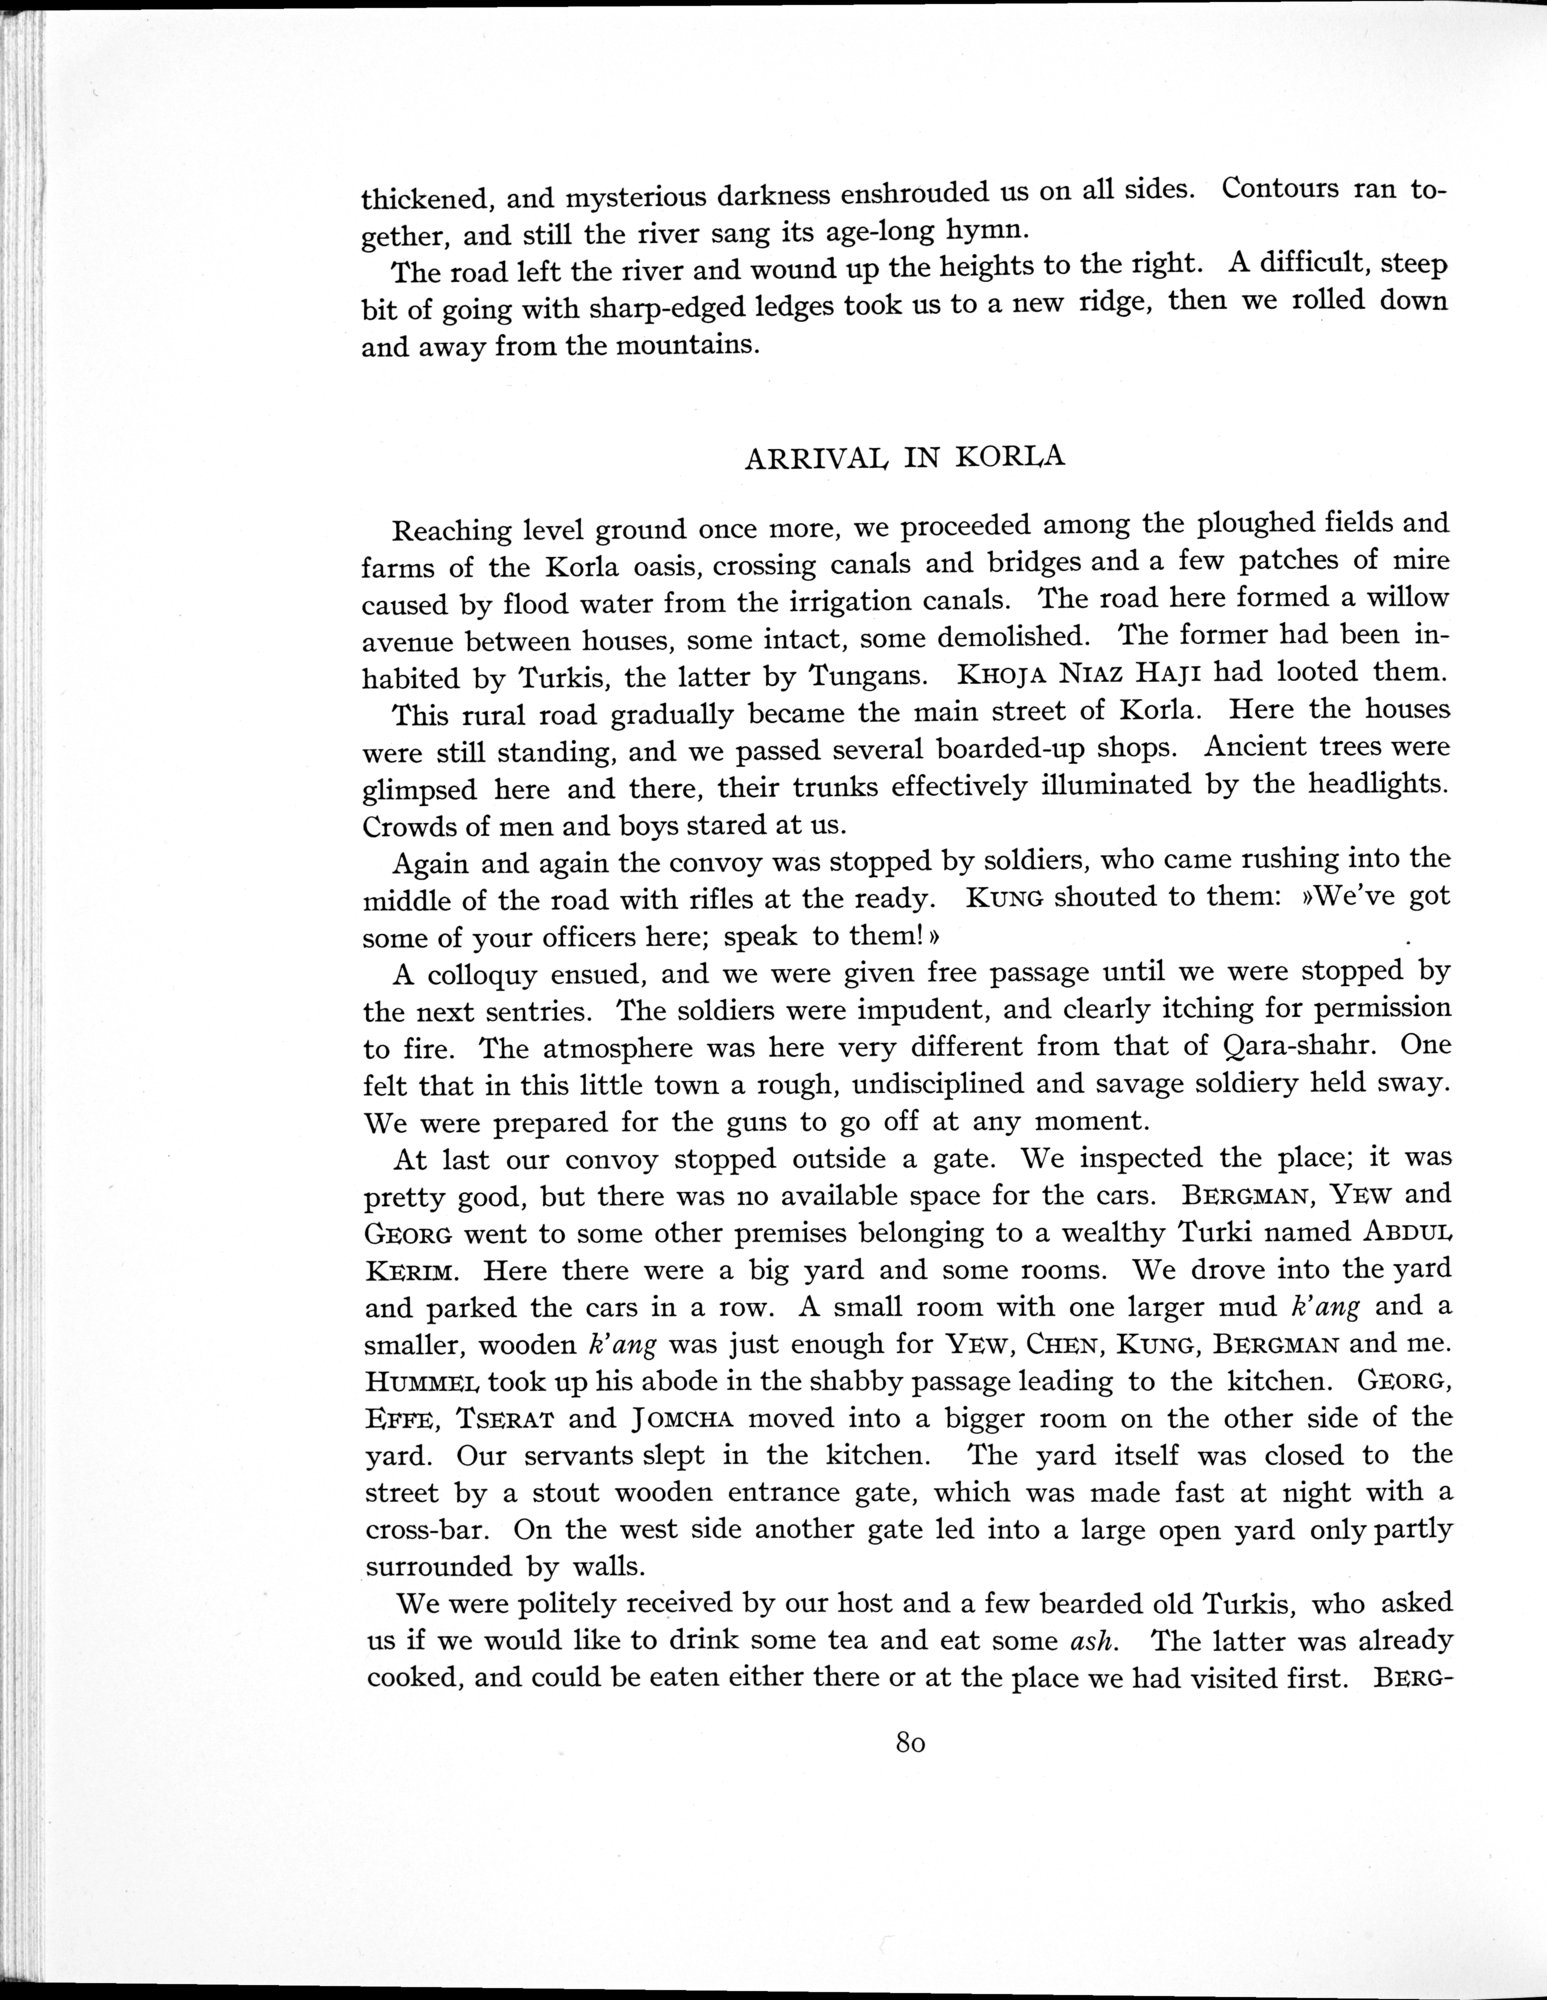 thickened, and mysterious darkness enshrouded us on all sides. Contours ran to-
gether, and still the river sang its age-long hymn.
The road left the river and wound up the heights to the right. A difficult, steep
bit of going with sharp-edged ledges took us to a new ridge, then we rolled down
and away from the mountains.
ARRIVAL IN KORLA
Reaching level ground once more, we proceeded among the ploughed fields and
farms of the Korla oasis, crossing canals and bridges and a few patches of mire
caused by flood water from the irrigation canals. The road here formed a willow
avenue between houses, some intact, some demolished. The former had been in-
habited by Turkis, the latter by Tungans. KHOJA NIAZ HAJI had looted them.
This rural road gradually became the main street of Korla. Here the houses
were still standing, and we passed several boarded-up shops. Ancient trees were
glimpsed here and there, their trunks effectively illuminated by the headlights.
Crowds of men and boys stared at us.
Again and again the convoy was stopped by soldiers, who came rushing into the
middle of the road with rifles at the ready. KUNG shouted to them: »We've got
some of your officers here; speak to them!»
A colloquy ensued, and we were given free passage until we were stopped by
the next sentries. The soldiers were impudent, and clearly itching for permission
to fire. The atmosphere was here very different from that of Qara-shahr. One
felt that in this little town a rough, undisciplined and savage soldiery held sway.
We were prepared for the guns to go off at any moment.
At last our convoy stopped outside a gate. We inspected the place; it was
pretty good, but there was no available space for the cars. BERGMAN, YEW and
GEORG went to some other premises belonging to a wealthy Turki named ABDUL
KERIM. Here there were a big yard and some rooms. We drove into the yard
and parked the cars in a row. A small room with one larger mud k'ang and a
smaller, wooden k'ang was just enough for YEW, CHEN, KUNG, BERGMAN and me.
HUMMEL took up his abode in the shabby passage leading to the kitchen. GEORG,
EFFE, TSERAT and JOMCHA moved into a bigger room on the other side of the
yard. Our servants slept in the kitchen. The yard itself was closed to the
street by a stout wooden entrance gate, which was made fast at night with a
cross-bar. On the west side another gate led into a large open yard only partly
surrounded by walls.
We were politely received by our host and a few bearded old Turkis, who asked
us if we would like to drink some tea and eat some ash. The latter was already
cooked, and could be eaten either there or at the place we had visited first. BERG-
80